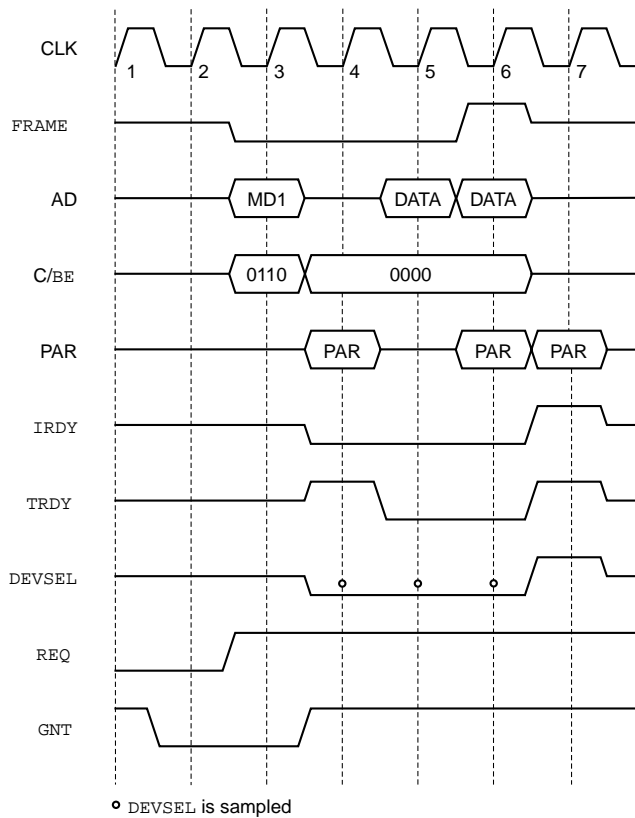 CLK
1 2 3 4 5 6 7
FRAME
AD MD1 DATA DATA
C/BE 0110 0000
PAR PAR PAR PAR
IRDY
TRDY
DEVSEL
REQ
GNT
DEVSEL is sampled